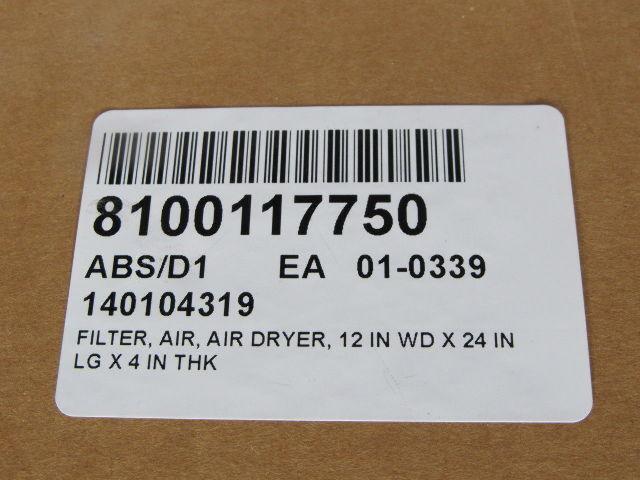 8100117750
ABS/D1 EA 01-0339
140104319
FILTER, AIR, AIR DRYER, 12 IN WD X 24 IN
LG X 4 IN THK